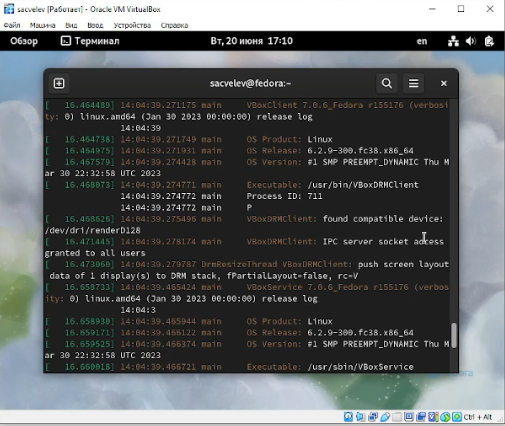 sacvelev [Работает] - Oracle VM VirtualBox
Файл Машина Вид Ввод Устройства Справка
Обзор Терминал Вт, 20 июня 17:10 en
sacvelev@fedora:~
[ 16.464489] 14:04:39.271175 main VBoxClient 7.0.6_Fedora r155176 (verbosi
ty: 0) linux.amd64 (Jan 30 2023 00:00:00) release log
14:04:39
[ 16.464738] 14:04:39.271749 main OS Product: Linux
[ 16.464975] 14:04:39.271931 main OS Release: 6.2.9-300.fc38.x86_64
[ 16.467579] 14:04:39.274428 main OS Version: #1 SMP PREEMPT_DYNAMIC Thu M
ar 30 22:32:58 UTC 2023
[ 16.468973] 14:04:39.274771 main Executable: /usr/bin/VBoxDRMClient
14:04:39.274772 main Process ID: 711
14:04:39.274772 main P
[ 16.468626] 14:04:39.275496 main VBoxDRMClient: found compatible device:
/dev/dri/renderD128
[ 16.471445] 14:04:39.278174 main VBoxDRMClient: IPC server socket access
granted to all users
[ 16.473060] 14:04:39.279769 DrmResizeThread VBoxDRMClient: push screen layout
data of 1 display(s) to DRM stack, fPartialLayout=false, rc=V
[ 16.658733] 14:04:39.465424 main VBoxService 7.0.6_Fedora r155176 (verbos
ity: 0) linux.amd64 (Jan 30 2023 00:00:00) release log
14:04:3
[ 16.658930] 14:04:39.465944 main OS Product: Linux
[ 16.659171] 14:04:39.466122 main OS Release: 6.2.9-300.fc38.x86_64
[ 16.659525] 14:04:39.466374 main OS Version: #1 SMP PREEMPT_DYNAMIC Thu M
ar 30 22:32:58 UTC 2023
[ 16.660018] 14:04:39.466721 main Executable: /usr/sbin/VBoxService
Ctrl + Alt